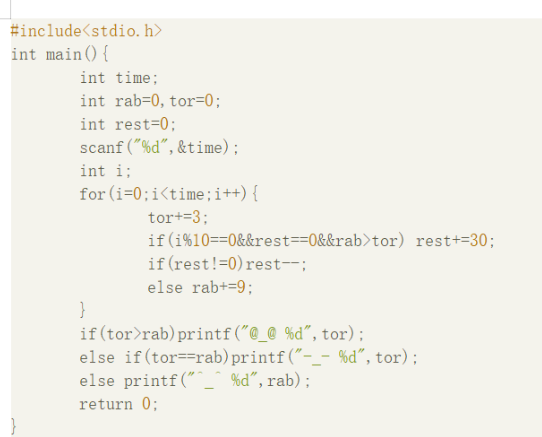 #include<stdio.h>
int main(){
int time;
int rab=0,tor=0;
int rest=0;
scanf("%d",&time);
int i;
for(i=0;i<time;i++){
tor+=3;
if(i%10==0&&rest==0&&rab>tor) rest+=30;
if(rest!=0)rest--;
else rab+=9;
}
if(tor>rab)printf("@_@ %d",tor);
else if(tor==rab)printf("-_- %d",tor);
else printf("^_^ %d",rab);
return 0;
}